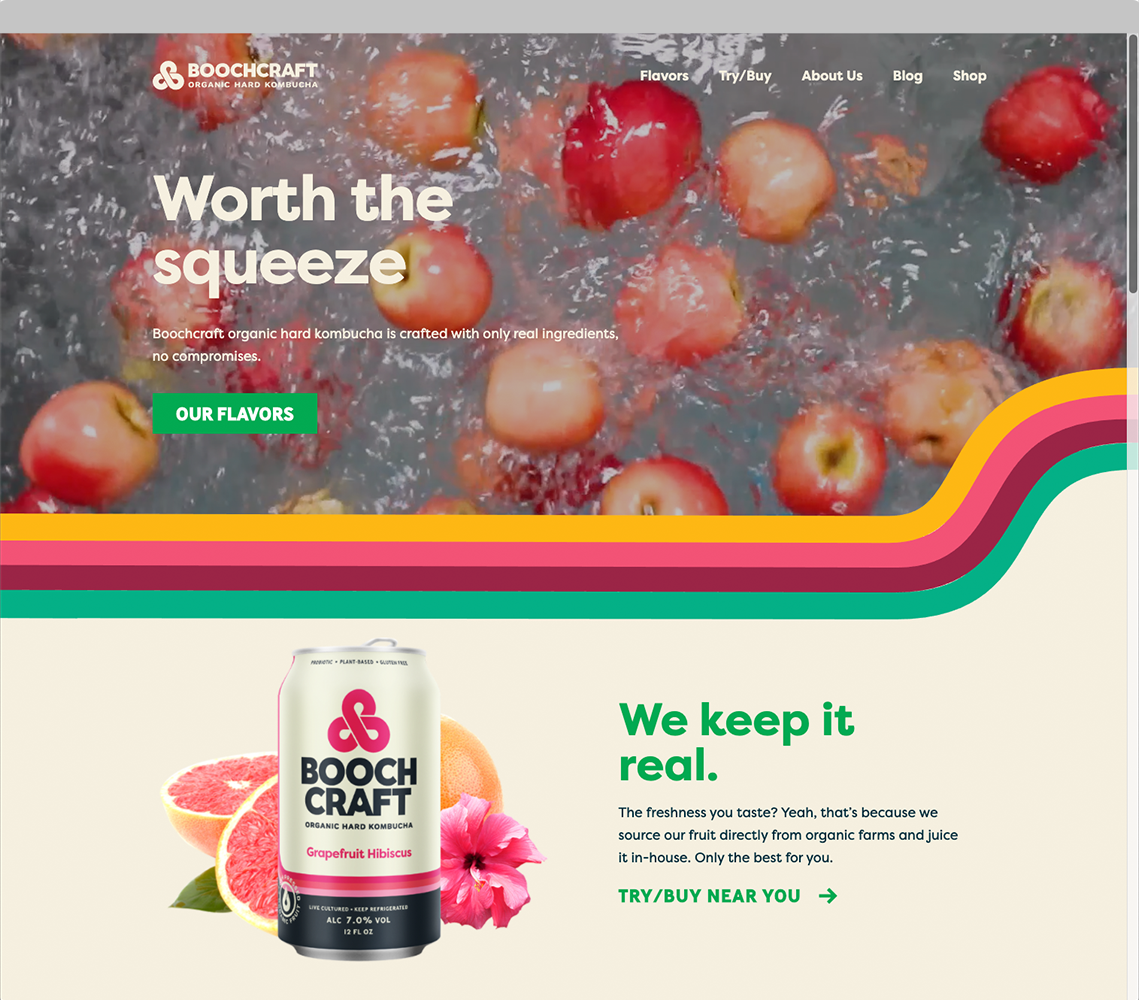 BOOCHCRAFT
ORGANIC HARD KOMBUCHA
Flavors Try/Buy About Us Blog Shop
Worth the
squeeze
Boochcraft organic hard kombucha is crafted with only real ingredients,
no compromises.
OUR FLAVORS
PROBIOTIC • PLANT-BASED • GLUTEN FREE
BOOCH
CRAFT
ORGANIC HARD KOMBUCHA
Grapefruit Hibiscus
LIVE CULTURED • KEEP REFRIGERATED
ALC 7.0% VOL
12 FL OZ
We keep it
real.
The freshness you taste? Yeah, that's because we
source our fruit directly from organic farms and juice
it in-house. Only the best for you.
TRY/BUY NEAR YOU